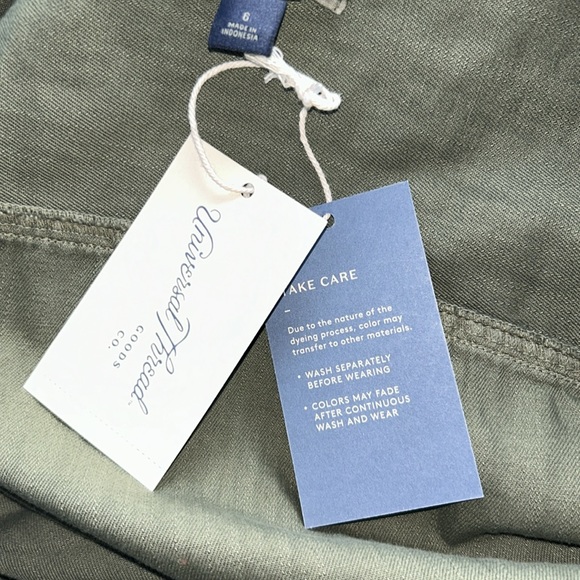 6
MADE IN
INDONESIA
Universal Thread
GOODS
CO.
TAKE CARE
Due to the nature of the
dyeing process, color may
transfer to other materials.
• WASH SEPARATELY
BEFORE WEARING
• COLORS MAY FADE
AFTER CONTINUOUS
WASH AND WEAR